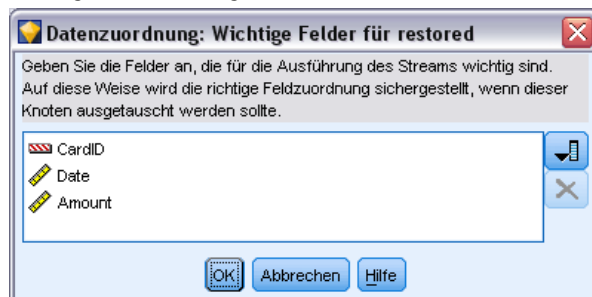 Datenzuordnung: Wichtige Felder für restored
Geben Sie die Felder an, die für die Ausführung des Streams wichtig sind.
Auf diese Weise wird die richtige Feldzuordnung sichergestellt, wenn dieser
Knoten ausgetauscht werden sollte.
CardID
Date
Amount
OK Abbrechen Hilfe